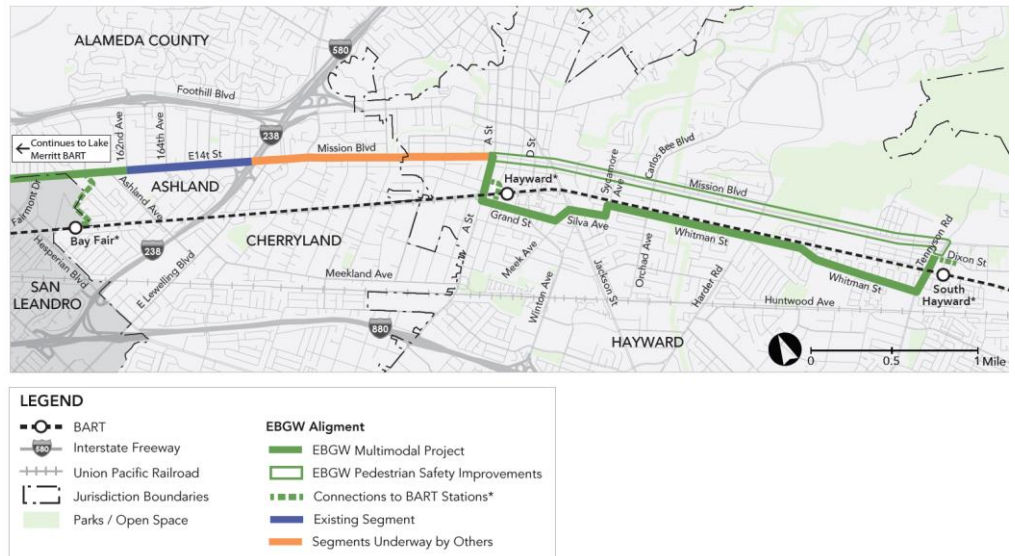 ALAMEDA COUNTY
580
Foothill Blvd
238
Continues to Lake
Merritt BART
162nd Ave
164th Ave
E14t St
Mission Blvd
A St
D St
Sycamore
Ave
Carlos Bee Blvd
Fairmont Dr
Ashland Ave
ASHLAND
Hayward*
Mission Blvd
Bay Fair*
238
CHERRYLAND
A St
Grand St
Silva Ave
Whitman St
Tennyson Rd
Dixon St
Hesperian Blvd
E Lewelling Blvd
Meek Ave
SAN
LEANDRO
Meekland Ave
Winton Ave
Jackson St
Orchad Ave
Harder Rd
Whitman St
South
Hayward*
Huntwood Ave
880
HAYWARD
0
0.5
1 Mile
LEGEND
BART
880
Interstate Freeway
Union Pacific Railroad
Jurisdiction Boundaries
Parks / Open Space
EBGW Aligment
EBGW Multimodal Project
EBGW Pedestrian Safety Improvements
Connections to BART Stations*
Existing Segment
Segments Underway by Others